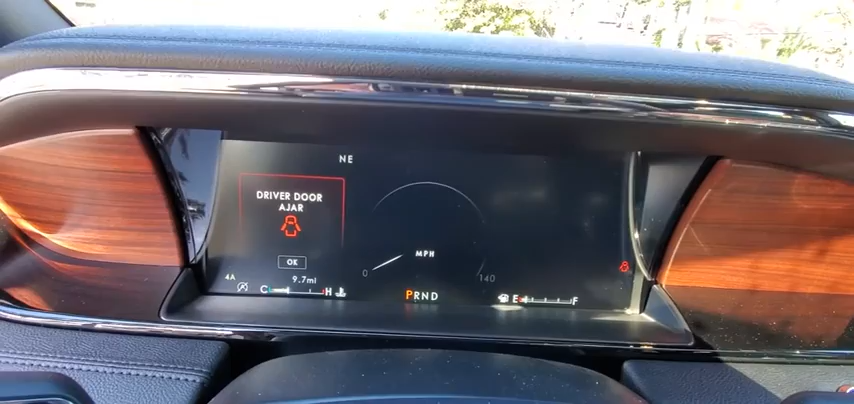 NE
DRIVER DOOR
AJAR
OK
MPH
0
140
4A
9.7mi
C H
PRND
E F